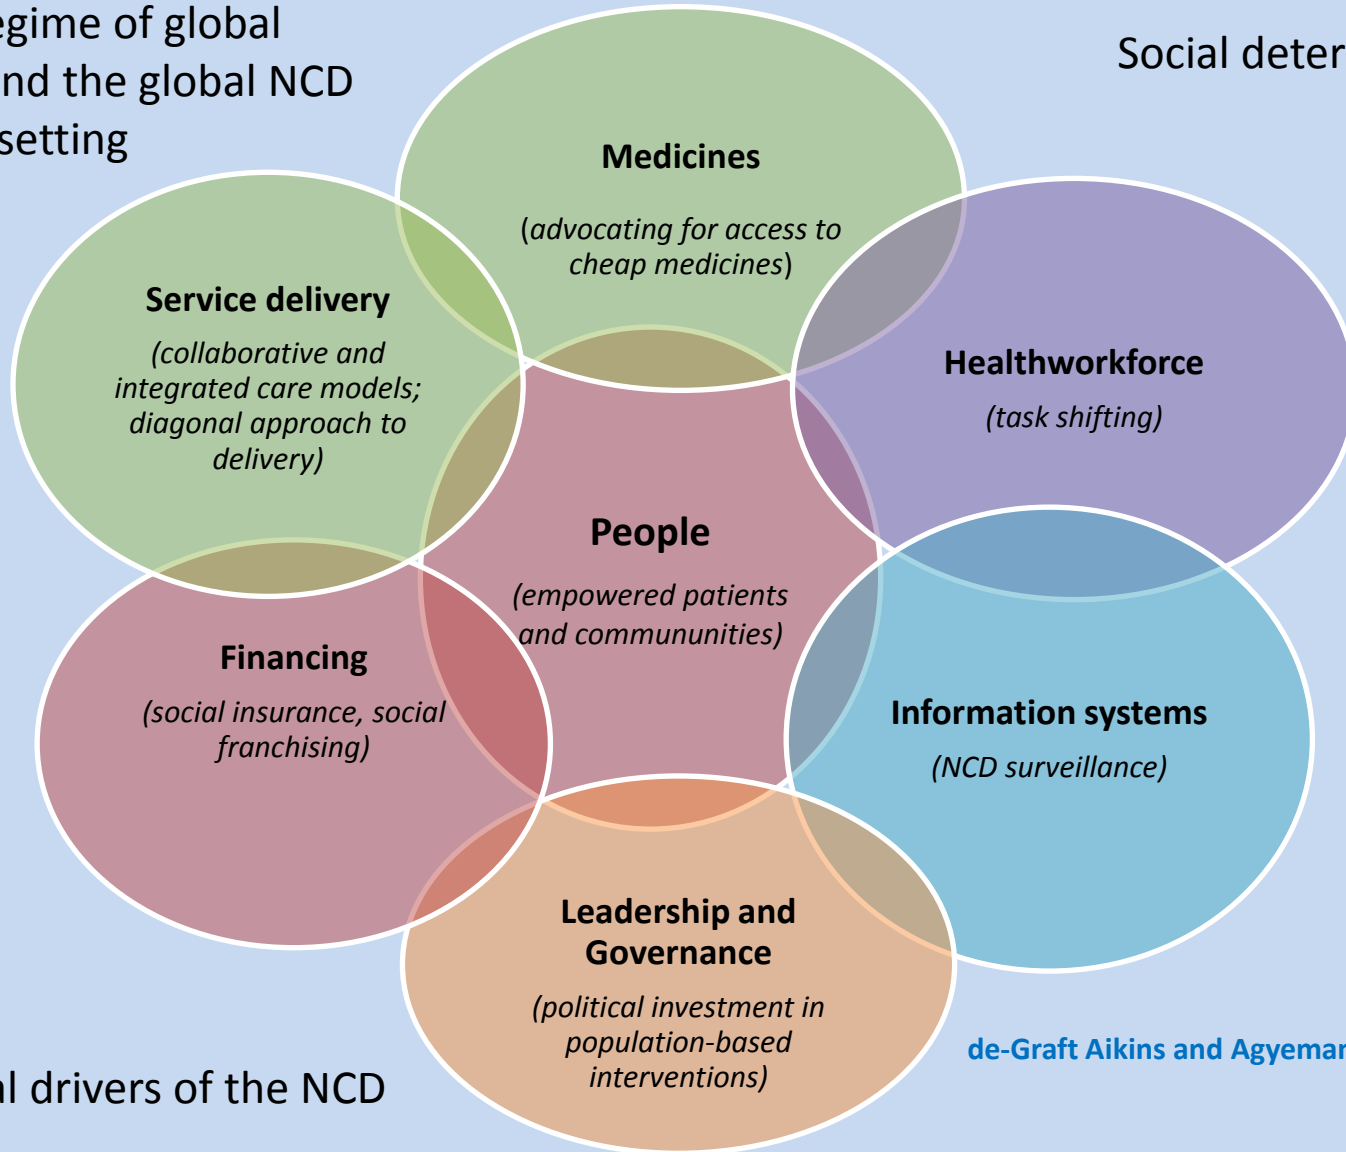 egime of global
nd the global NCD
setting
Social deter
Medicines
(advocating for access to
cheap medicines)
Service delivery
(collaborative and
integrated care models;
diagonal approach to
delivery)
Healthworkforce
(task shifting)
People
(empowered patients
and commununities)
Financing
(social insurance, social
franchising)
Information systems
(NCD surveillance)
Leadership and
Governance
(political investment in
population-based
interventions)
de-Graft Aikins and Agyemar
al drivers of the NCD